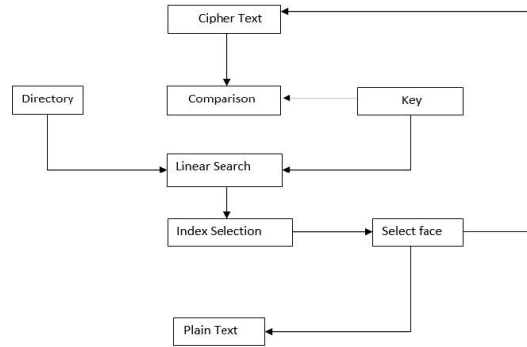 Cipher Text
Directory
Comparison
Key
Linear Search
Index Selection
Select face
Plain Text